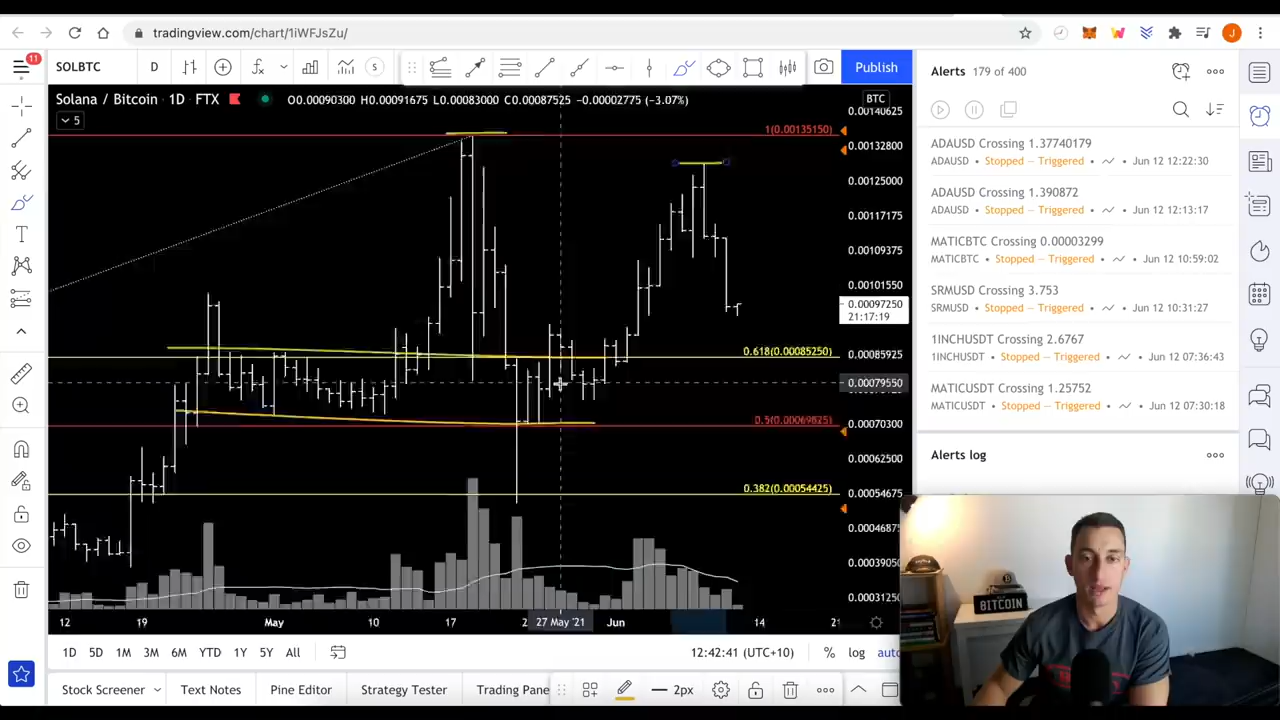 tradingview.com/chart/1iWFJsZu/
J
11
SOLBTC
D
S
Publish
Alerts 179 of 400
Solana / Bitcoin • 1D • FTX
O0.00090300 H0.00091675 L0.00083000 C0.00087525 −0.00002775 (−3.07%)
5
BTC
0.00140625
1(0.00135150)
0.00132800
0.00125000
0.00117175
0.00109375
0.00101550
0.00097250
21:17:19
0.618(0.00085250)
0.00085925
0.00079550
0.5(0.00069825)
0.00070300
0.00062500
0.382(0.00054425)
0.00054675
0.00046875
0.00039050
0.00031250
12
19
May
10
17
2
27 May '21
Jun
14
21
ADAUSD Crossing 1.37740179
ADAUSD • Stopped — Triggered • Jun 12 12:22:30
ADAUSD Crossing 1.390872
ADAUSD • Stopped — Triggered • Jun 12 12:13:17
MATICBTC Crossing 0.00003299
MATICBTC • Stopped — Triggered • Jun 12 10:59:02
SRMUSD Crossing 3.753
SRMUSD • Stopped — Triggered • Jun 12 10:31:27
1INCHUSDT Crossing 2.6767
1INCHUSDT • Stopped — Triggered • Jun 12 07:36:43
MATICUSDT Crossing 1.25752
MATICUSDT • Stopped — Triggered • Jun 12 07:30:18
Alerts log
BITCOIN
1D 5D 1M 3M 6M YTD 1Y 5Y All
12:42:41 (UTC+10)
% log auto
Stock Screener
Text Notes
Pine Editor
Strategy Tester
Trading Pane
2px